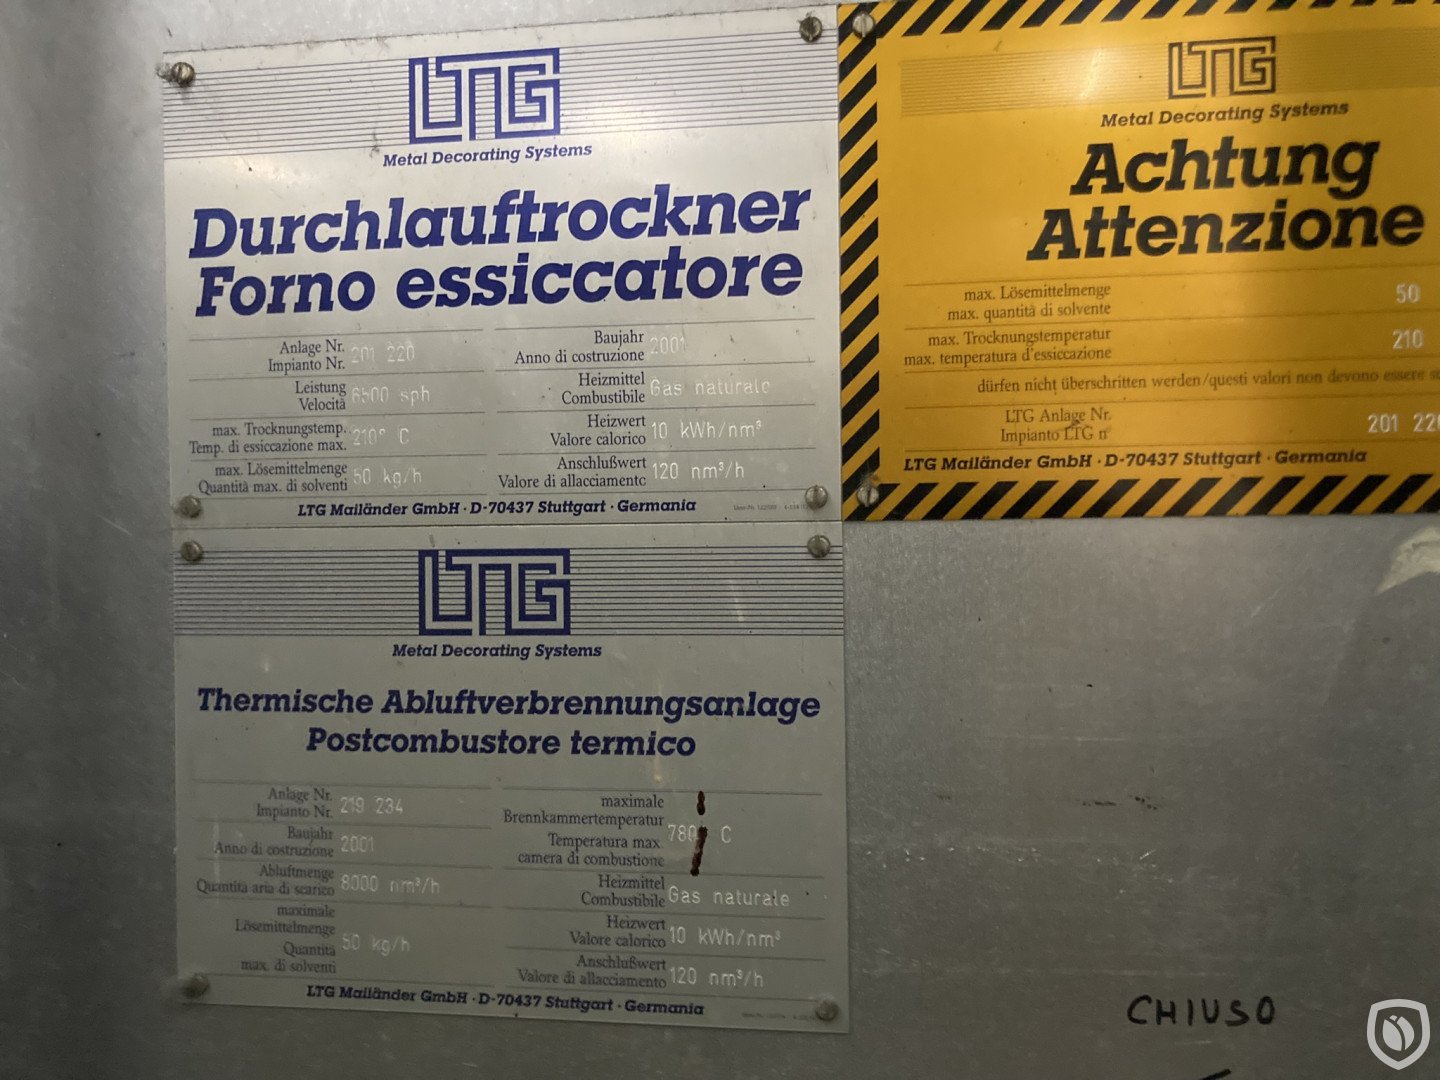 LTG
Metal Decorating Systems
Durchlauftrockner
Forno essiccatore
Anlage Nr.
Impianto Nr.
201 220
Leistung
Velocità
6500 sph
max. Trocknungstemp.
Temp. di essiccazione max.
210° C
max. Lösemittelmenge
Quantità max. di solventi
50 kg/h
Baujahr
Anno di costruzione
2001
Heizmittel
Combustibile
Gas naturale
Heizwert
Valore calorico
10 kWh/nm³
Anschlußwert
Valore di allacciamento
120 nm³/h
LTG Mailänder GmbH · D-70437 Stuttgart · Germania
LTG
Metal Decorating Systems
Achtung
Attenzione
max. Lösemittelmenge
max. quantità di solvente
50
max. Trocknungstemperatur
max. temperatura d'essiccazione
210
dürfen nicht überschritten werden/questi valori non devono essere
LTG Anlage Nr.
Impianto LTG n°
201 220
LTG Mailänder GmbH · D-70437 Stuttgart · Germania
LTG
Metal Decorating Systems
Thermische Abluftverbrennungsanlage
Postcombustore termico
Anlage Nr.
Impianto Nr.
219 234
Baujahr
Anno di costruzione
2001
Abluftmenge
Quantità aria di scarico
8000 nm³/h
maximale
Lösemittelmenge
Quantità
max. di solventi
50 kg/h
maximale
Brennkammertemperatur
Temperatura max.
camera di combustione
780° C
Heizmittel
Combustibile
Gas naturale
Heizwert
Valore calorico
10 kWh/nm³
Anschlußwert
Valore di allacciamento
120 nm³/h
LTG Mailänder GmbH · D-70437 Stuttgart · Germania
CHIUSO